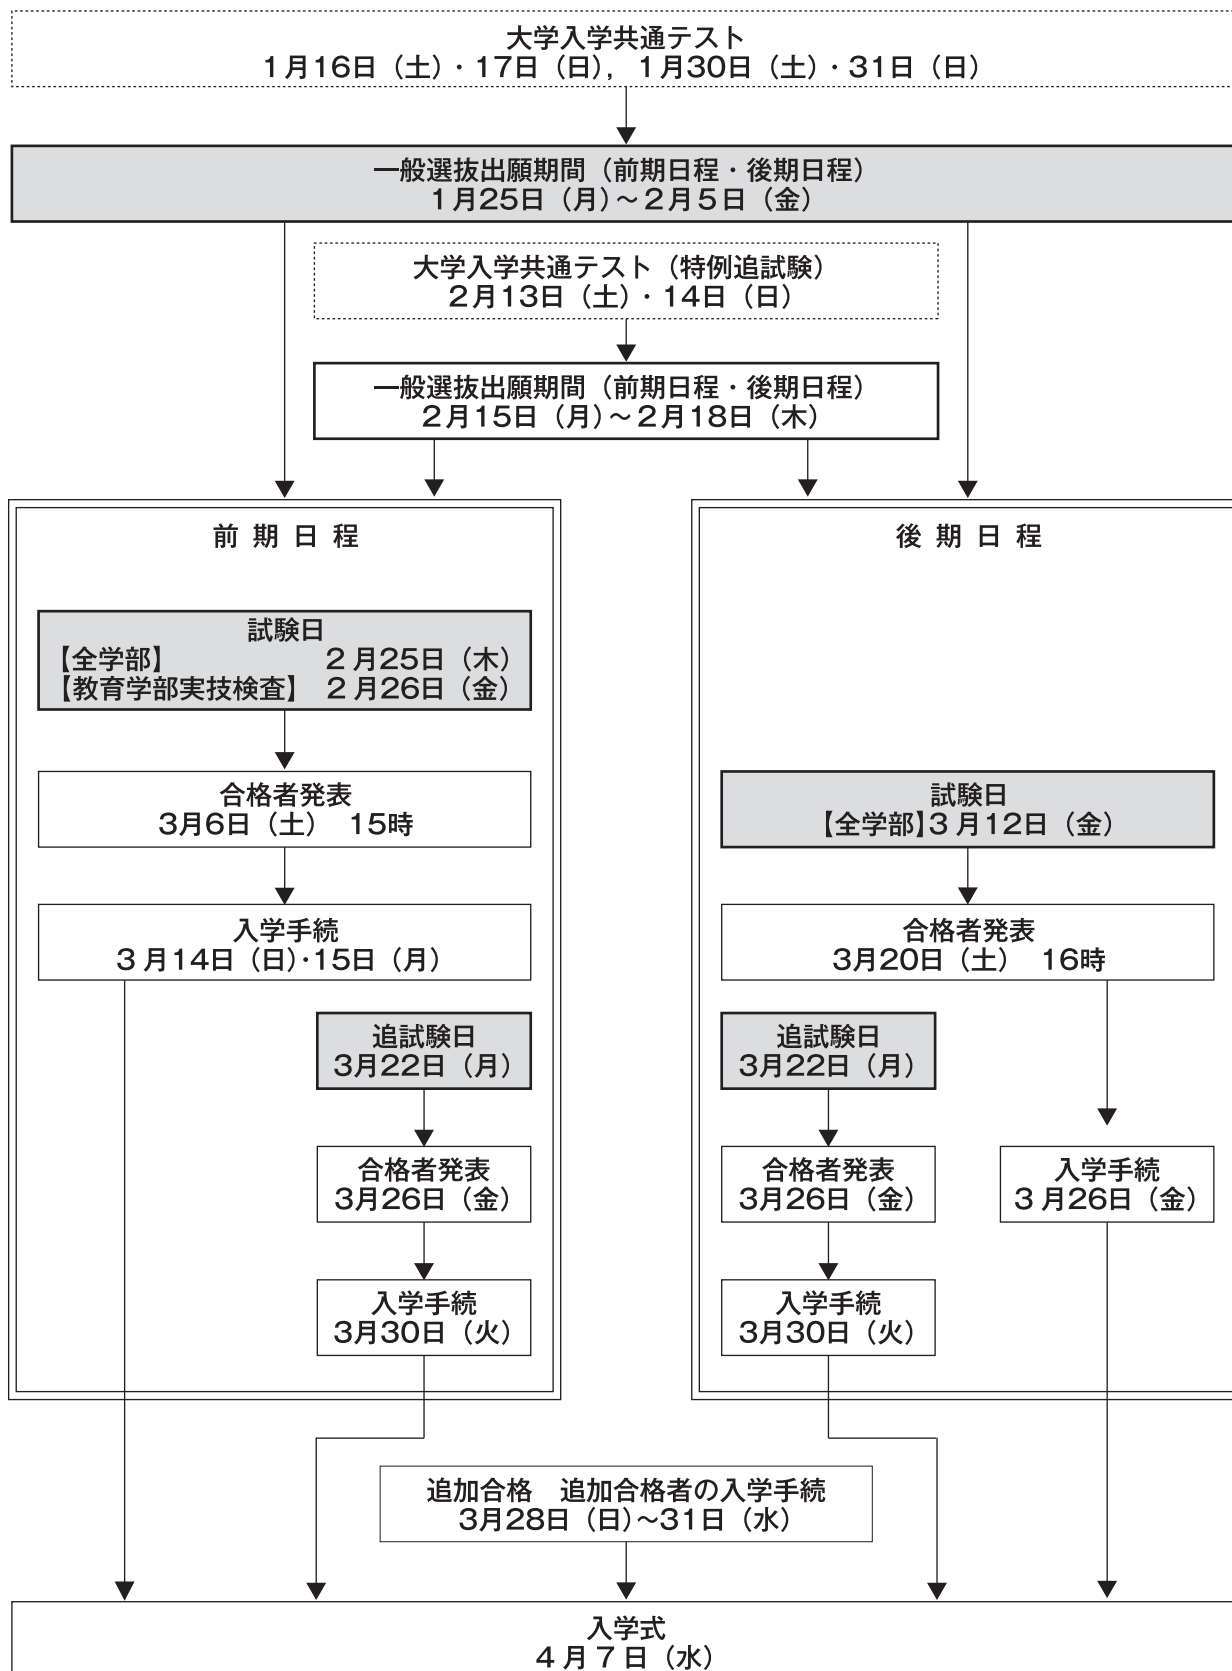 大学入学共通テスト
1月16日(土)・17日(日),1月30日(土)・31日(日)
一般選抜出願期間(前期日程・後期日程)
1月25日(月)~2月5日(金)
大学入学共通テスト(特例追試験)
2月13日(土)・14日(日)
一般選抜出願期間(前期日程・後期日程)
2月15日(月)~2月18日(木)
前期日程
試験日
【全学部】 2月25日(木)
【教育学部実技検査】 2月26日(金)
合格者発表
3月6日(土) 15時
入学手続
3月14日(日)・15日(月)
追試験日
3月22日(月)
合格者発表
3月26日(金)
入学手続
3月30日(火)
後期日程
試験日
【全学部】3月12日(金)
合格者発表
3月20日(土) 16時
追試験日
3月22日(月)
合格者発表
3月26日(金)
入学手続
3月30日(火)
入学手続
3月26日(金)
追加合格 追加合格者の入学手続
3月28日(日)~31日(水)
入学式
4月7日(水)